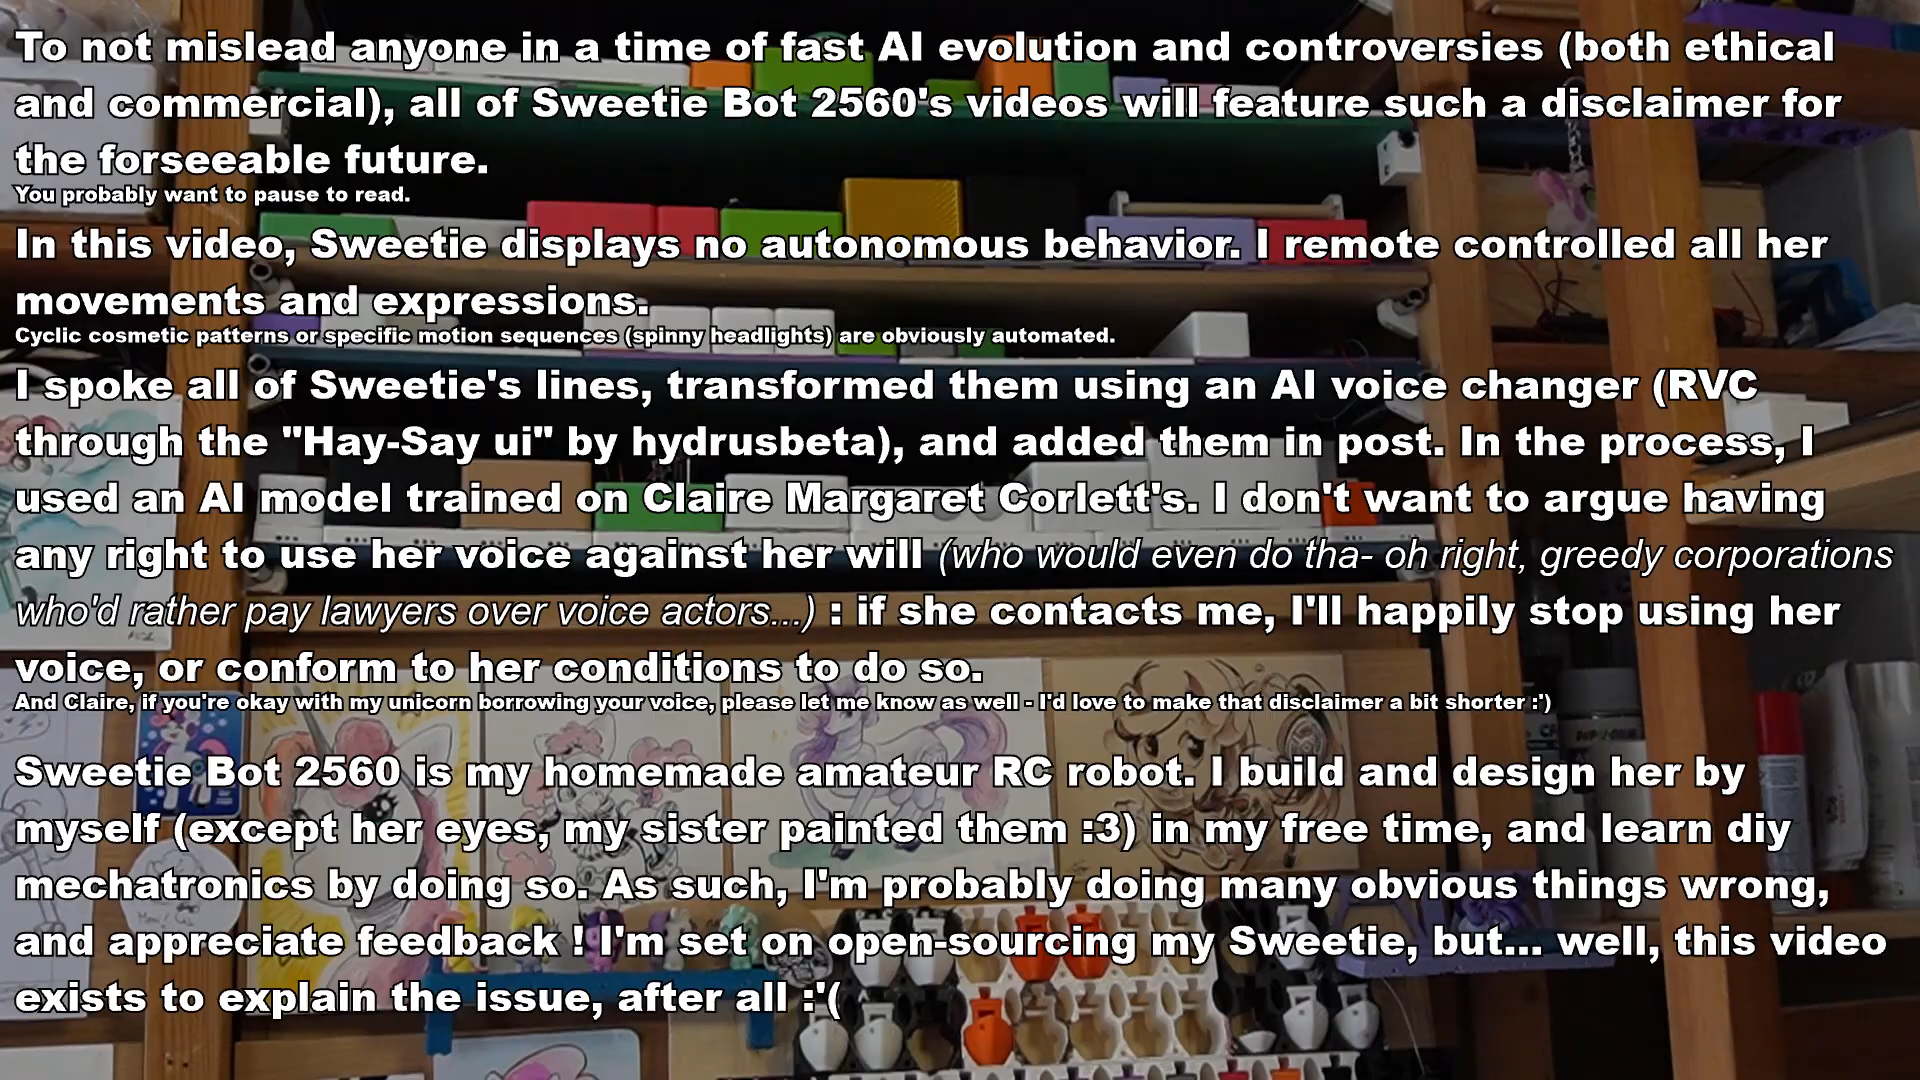 To not mislead anyone in a time of fast AI evolution and controversies (both ethical
and commercial), all of Sweetie Bot 2560's videos will feature such a disclaimer for
the forseeable future.
You probably want to pause to read.
In this video, Sweetie displays no autonomous behavior. I remote controlled all her
movements and expressions.
Cyclic cosmetic patterns or specific motion sequences (spinny headlights) are obviously automated.
I spoke all of Sweetie's lines, transformed them using an AI voice changer (RVC
through the "Hay-Say ui" by hydrusbeta), and added them in post. In the process, I
used an AI model trained on Claire Margaret Corlett's. I don't want to argue having
any right to use her voice against her will (who would even do tha- oh right, greedy corporations
who'd rather pay lawyers over voice actors...) : if she contacts me, I'll happily stop using her
voice, or conform to her conditions to do so.
And Claire, if you're okay with my unicorn borrowing your voice, please let me know as well - I'd love to make that disclaimer a bit shorter :')
Sweetie Bot 2560 is my homemade amateur RC robot. I build and design her by
myself (except her eyes, my sister painted them :3) in my free time, and learn diy
mechatronics by doing so. As such, I'm probably doing many obvious things wrong,
and appreciate feedback ! I'm set on open-sourcing my Sweetie, but... well, this video
exists to explain the issue, after all :'(